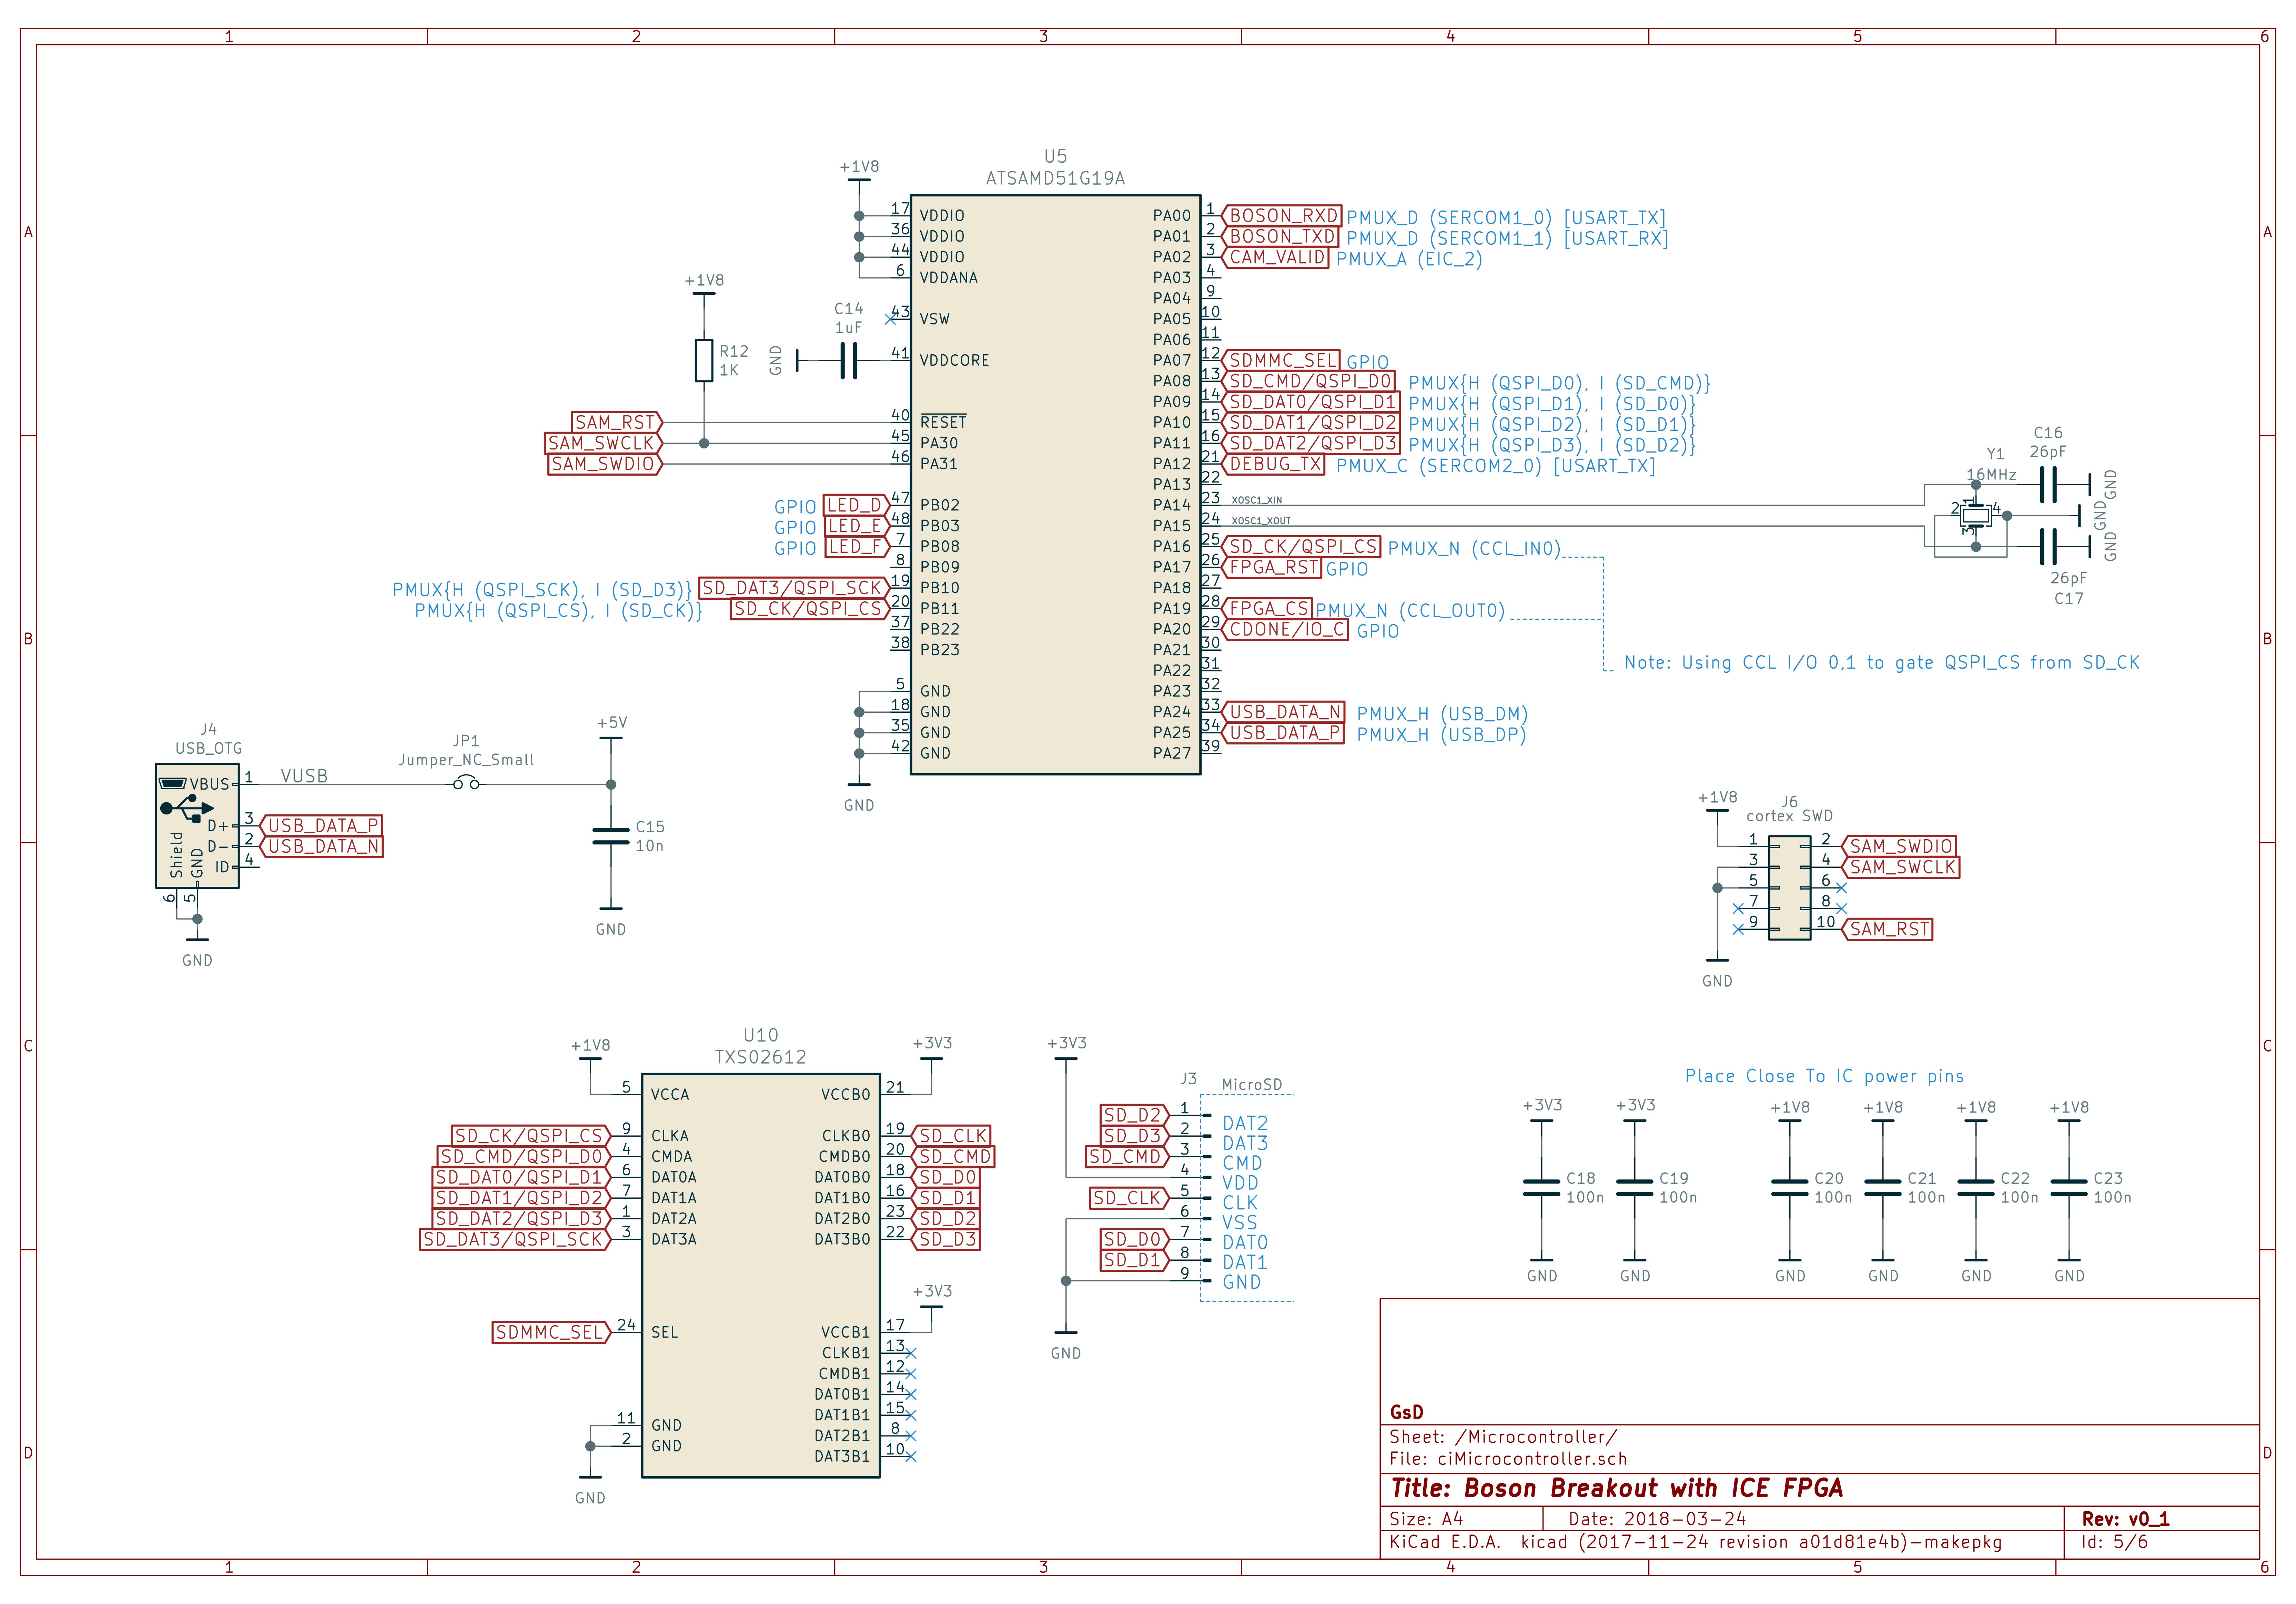 1 2 3 4 5 6
A
B
C
D
U5
ATSAMD51G19A
+1V8
17 VDDIO
36 VDDIO
44 VDDIO
6 VDDANA
43 VSW
41 VDDCORE
40 RESET
45 PA30
46 PA31
47 PB02
48 PB03
7 PB08
8 PB09
19 PB10
20 PB11
37 PB22
38 PB23
5 GND
18 GND
35 GND
42 GND
GND
+1V8
R12
1K
C14
1uF
GND
SAM_RST
SAM_SWCLK
SAM_SWDIO
GPIO LED_D
GPIO LED_E
GPIO LED_F
PMUX{H (QSPI_SCK), I (SD_D3)} SD_DAT3/QSPI_SCK
PMUX{H (QSPI_CS), I (SD_CK)} SD_CK/QSPI_CS
PA00 1 BOSON_RXD PMUX_D (SERCOM1_0) [USART_TX]
PA01 2 BOSON_TXD PMUX_D (SERCOM1_1) [USART_RX]
PA02 3 CAM_VALID PMUX_A (EIC_2)
PA03 4
PA04 9
PA05 10
PA06 11
PA07 12 SDMMC_SEL GPIO
PA08 13 SD_CMD/QSPI_D0 PMUX{H (QSPI_D0), I (SD_CMD)}
PA09 14 SD_DAT0/QSPI_D1 PMUX{H (QSPI_D1), I (SD_D0)}
PA10 15 SD_DAT1/QSPI_D2 PMUX{H (QSPI_D2), I (SD_D1)}
PA11 16 SD_DAT2/QSPI_D3 PMUX{H (QSPI_D3), I (SD_D2)}
PA12 21 DEBUG_TX PMUX_C (SERCOM2_0) [USART_TX]
PA13 22
PA14 23 XOSC1_XIN
PA15 24 XOSC1_XOUT
PA16 25 SD_CK/QSPI_CS PMUX_N (CCL_IN0)
PA17 26 FPGA_RST GPIO
PA18 27
PA19 28 FPGA_CS PMUX_N (CCL_OUT0)
PA20 29 CDONE/IO_C GPIO
PA21 30
PA22 31
PA23 32
PA24 33 USB_DATA_N PMUX_H (USB_DM)
PA25 34 USB_DATA_P PMUX_H (USB_DP)
PA27 39
Note: Using CCL I/O 0,1 to gate QSPI_CS from SD_CK
Y1
16MHz
1
2
3
4
C16
26pF
GND
GND
GND
26pF
C17
J4
USB_OTG
VBUS 1
D+ 3 USB_DATA_P
D- 2 USB_DATA_N
ID 4
Shield 6
GND 5
GND
VUSB
JP1
Jumper_NC_Small
+5V
C15
10n
GND
J6
cortex SWD
+1V8
1 2 SAM_SWDIO
3 4 SAM_SWCLK
5 6
7 8
9 10 SAM_RST
GND
U10
TXS02612
+1V8
+3V3
5 VCCA VCCB0 21
SD_CK/QSPI_CS 9 CLKA CLKB0 19 SD_CLK
SD_CMD/QSPI_D0 4 CMDA CMDB0 20 SD_CMD
SD_DAT0/QSPI_D1 6 DAT0A DAT0B0 18 SD_D0
SD_DAT1/QSPI_D2 7 DAT1A DAT1B0 16 SD_D1
SD_DAT2/QSPI_D3 1 DAT2A DAT2B0 23 SD_D2
SD_DAT3/QSPI_SCK 3 DAT3A DAT3B0 22 SD_D3
+3V3
SDMMC_SEL 24 SEL VCCB1 17
CLKB1 13
CMDB1 12
DAT0B1 14
11 GND DAT1B1 15
2 GND DAT2B1 8
DAT3B1 10
GND
+3V3
J3
MicroSD
SD_D2 1 DAT2
SD_D3 2 DAT3
SD_CMD 3 CMD
4 VDD
SD_CLK 5 CLK
6 VSS
SD_D0 7 DAT0
SD_D1 8 DAT1
9 GND
GND
Place Close To IC power pins
+3V3 +3V3 +1V8 +1V8 +1V8 +1V8
C18 C19 C20 C21 C22 C23
100n 100n 100n 100n 100n 100n
GND GND GND GND GND GND
GsD
Sheet: /Microcontroller/
File: ciMicrocontroller.sch
Title: Boson Breakout with ICE FPGA
Size: A4 Date: 2018-03-24 Rev: v0_1
KiCad E.D.A. kicad (2017-11-24 revision a01d81e4b)-makepkg Id: 5/6
A
B
C
D
1 2 3 4 5 6